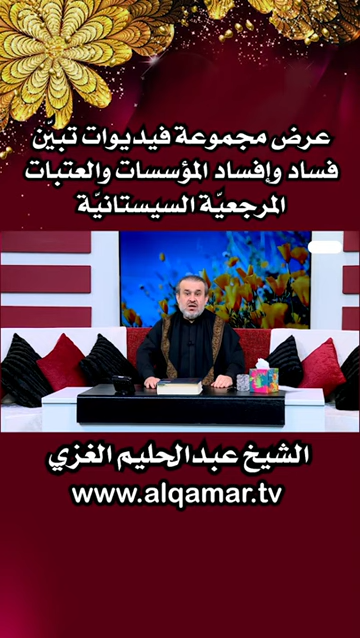 عرض مجموعة فيديوات تبيّن
فساد وإفساد المؤسسات والعتبات
المرجعيّة السيستانيّة
الشيخ عبدالحليم الغزي
www.alqamar.tv